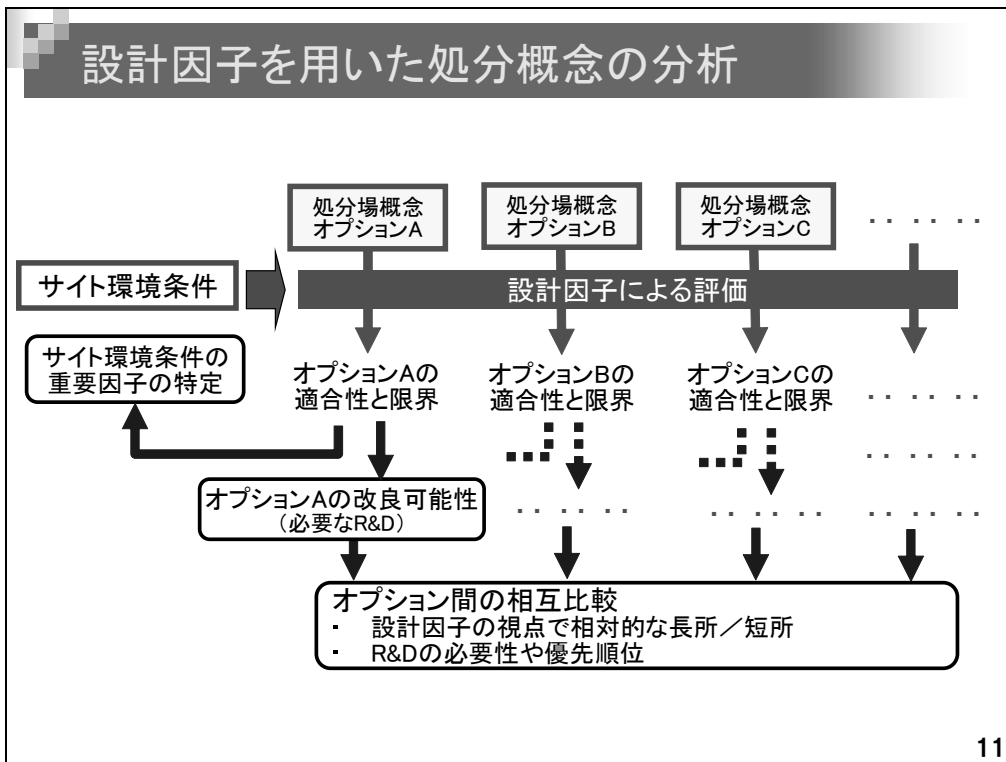 設計因子を用いた処分概念の分析
処分場概念
オプションA
処分場概念
オプションB
処分場概念
オプションC
・・ ・・ ・・
サイト環境条件
設計因子による評価
サイト環境条件の
重要因子の特定
オプションAの
適合性と限界
オプションBの
適合性と限界
オプションCの
適合性と限界
・・ ・・ ・・
・・ ・・ ・・
オプションAの改良可能性
（必要なR&D）
・・ ・・ ・・
・・ ・・ ・・
・・ ・・ ・・
オプション間の相互比較
・ 設計因子の視点で相対的な長所／短所
・ R&Dの必要性や優先順位
11